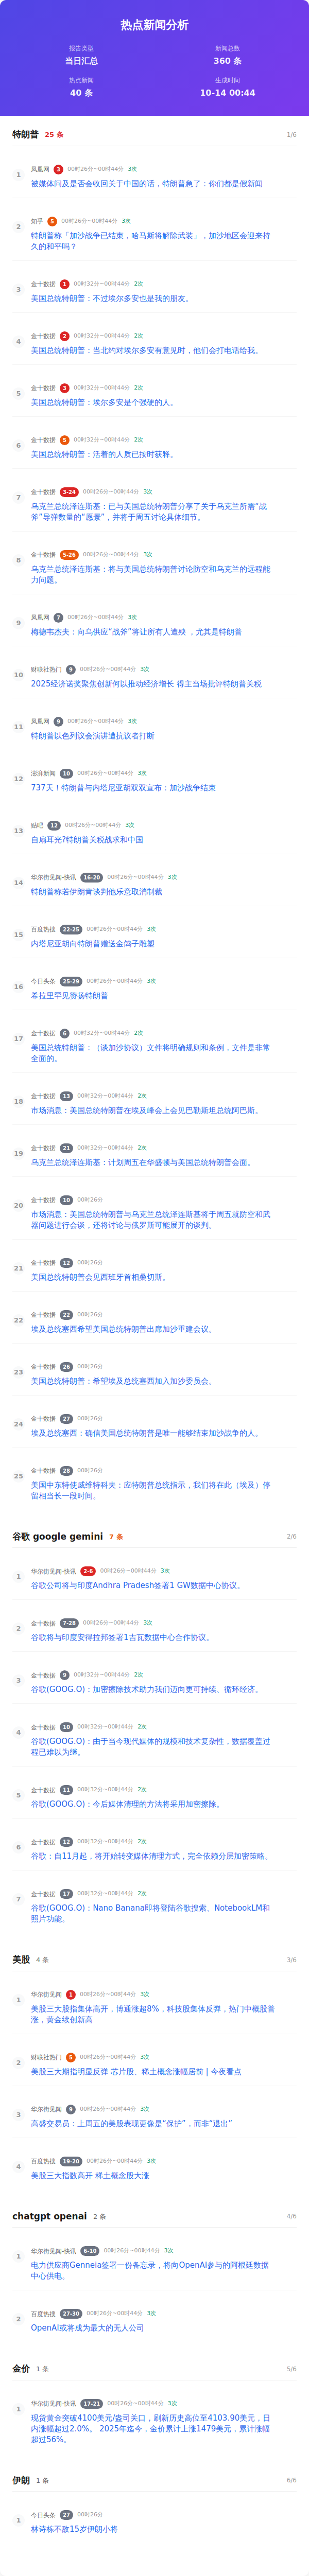 热点新闻分析
报告类型
新闻总数
当日汇总
360 条
热点新闻
生成时间
40 条
10-14 00:44
特朗普 25 条 1/6
1 凤凰网 3 00时26分~00时44分 3次
被媒体问及是否会收回关于中国的话，特朗普急了：你们都是假新闻
2 知乎 5 00时26分~00时44分 3次
特朗普称「加沙战争已结束，哈马斯将解除武装」，加沙地区会迎来持
久的和平吗？
3 金十数据 1 00时32分~00时44分 2次
美国总统特朗普：不过埃尔多安也是我的朋友。
4 金十数据 2 00时32分~00时44分 2次
美国总统特朗普：当北约对埃尔多安有意见时，他们会打电话给我。
5 金十数据 3 00时32分~00时44分 2次
美国总统特朗普：埃尔多安是个强硬的人。
6 金十数据 5 00时32分~00时44分 2次
美国总统特朗普：活着的人质已按时获释。
7 金十数据 3-24 00时26分~00时44分 3次
乌克兰总统泽连斯基：已与美国总统特朗普分享了关于乌克兰所需“战
斧”导弹数量的“愿景”，并将于周五讨论具体细节。
8 金十数据 5-26 00时26分~00时44分 3次
乌克兰总统泽连斯基：将与美国总统特朗普讨论防空和乌克兰的远程能
力问题。
9 凤凰网 7 00时26分~00时44分 3次
梅德韦杰夫：向乌供应“战斧”将让所有人遭殃 ，尤其是特朗普
10 财联社热门 9 00时26分~00时44分 3次
2025经济诺奖聚焦创新何以推动经济增长 得主当场批评特朗普关税
11 凤凰网 9 00时26分~00时44分 3次
特朗普以色列议会演讲遭抗议者打断
12 澎湃新闻 10 00时26分~00时44分 3次
737天！特朗普与内塔尼亚胡双双宣布：加沙战争结束
13 贴吧 12 00时26分~00时44分 3次
自扇耳光?特朗普关税战求和中国
14 华尔街见闻-快讯 16-20 00时26分~00时44分 3次
特朗普称若伊朗肯谈判他乐意取消制裁
15 百度热搜 22-25 00时26分~00时44分 3次
内塔尼亚胡向特朗普赠送金鸽子雕塑
16 今日头条 25-29 00时26分~00时44分 3次
希拉里罕见赞扬特朗普
17 金十数据 6 00时32分~00时44分 2次
美国总统特朗普：（谈加沙协议）文件将明确规则和条例，文件是非常
全面的。
18 金十数据 13 00时32分~00时44分 2次
市场消息：美国总统特朗普在埃及峰会上会见巴勒斯坦总统阿巴斯。
19 金十数据 21 00时32分~00时44分 2次
乌克兰总统泽连斯基：计划周五在华盛顿与美国总统特朗普会面。
20 金十数据 10 00时26分
市场消息：美国总统特朗普与乌克兰总统泽连斯基将于周五就防空和武
器问题进行会谈，还将讨论与俄罗斯可能展开的谈判。
21 金十数据 12 00时26分
美国总统特朗普会见西班牙首相桑切斯。
22 金十数据 22 00时26分
埃及总统塞西希望美国总统特朗普出席加沙重建会议。
23 金十数据 26 00时26分
美国总统特朗普：希望埃及总统塞西加入加沙委员会。
24 金十数据 27 00时26分
埃及总统塞西：确信美国总统特朗普是唯一能够结束加沙战争的人。
25 金十数据 28 00时26分
美国中东特使威维特科夫：应特朗普总统指示，我们将在此（埃及）停
留相当长一段时间。
谷歌 google gemini 7 条 2/6
1 华尔街见闻-快讯 2-6 00时26分~00时44分 3次
谷歌公司将与印度Andhra Pradesh签署1 GW数据中心协议。
2 金十数据 7-28 00时26分~00时44分 3次
谷歌将与印度安得拉邦签署1吉瓦数据中心合作协议。
3 金十数据 9 00时32分~00时44分 2次
谷歌(GOOG.O)：加密擦除技术助力我们迈向更可持续、循环经济。
4 金十数据 10 00时32分~00时44分 2次
谷歌(GOOG.O)：由于当今现代媒体的规模和技术复杂性，数据覆盖过
程已难以为继。
5 金十数据 11 00时32分~00时44分 2次
谷歌(GOOG.O)：今后媒体清理的方法将采用加密擦除。
6 金十数据 12 00时32分~00时44分 2次
谷歌：自11月起，将开始转变媒体清理方式，完全依赖分层加密策略。
7 金十数据 17 00时32分~00时44分 2次
谷歌(GOOG.O)：Nano Banana即将登陆谷歌搜索、NotebookLM和
照片功能。
美股 4 条 3/6
1 华尔街见闻 1 00时26分~00时44分 3次
美股三大股指集体高开，博通涨超8%，科技股集体反弹，热门中概股普
涨，黄金续创新高
2 财联社热门 5 00时26分~00时44分 3次
美股三大期指明显反弹 芯片股、稀土概念涨幅居前 | 今夜看点
3 华尔街见闻 9 00时26分~00时44分 3次
高盛交易员：上周五的美股表现更像是“保护”，而非“退出”
4 百度热搜 19-20 00时26分~00时44分 3次
美股三大指数高开 稀土概念股大涨
chatgpt openai 2 条 4/6
1 华尔街见闻-快讯 6-10 00时26分~00时44分 3次
电力供应商Genneia签署一份备忘录，将向OpenAI参与的阿根廷数据
中心供电。
2 百度热搜 27-30 00时26分~00时44分 3次
OpenAI或将成为最大的无人公司
金价 1 条 5/6
1 华尔街见闻-快讯 17-21 00时26分~00时44分 3次
现货黄金突破4100美元/盎司关口，刷新历史高位至4103.90美元，日
内涨幅超过2.0%。 2025年迄今，金价累计上涨1479美元，累计涨幅
超过56%。
伊朗 1 条 6/6
1 今日头条 27 00时26分
林诗栋不敌15岁伊朗小将